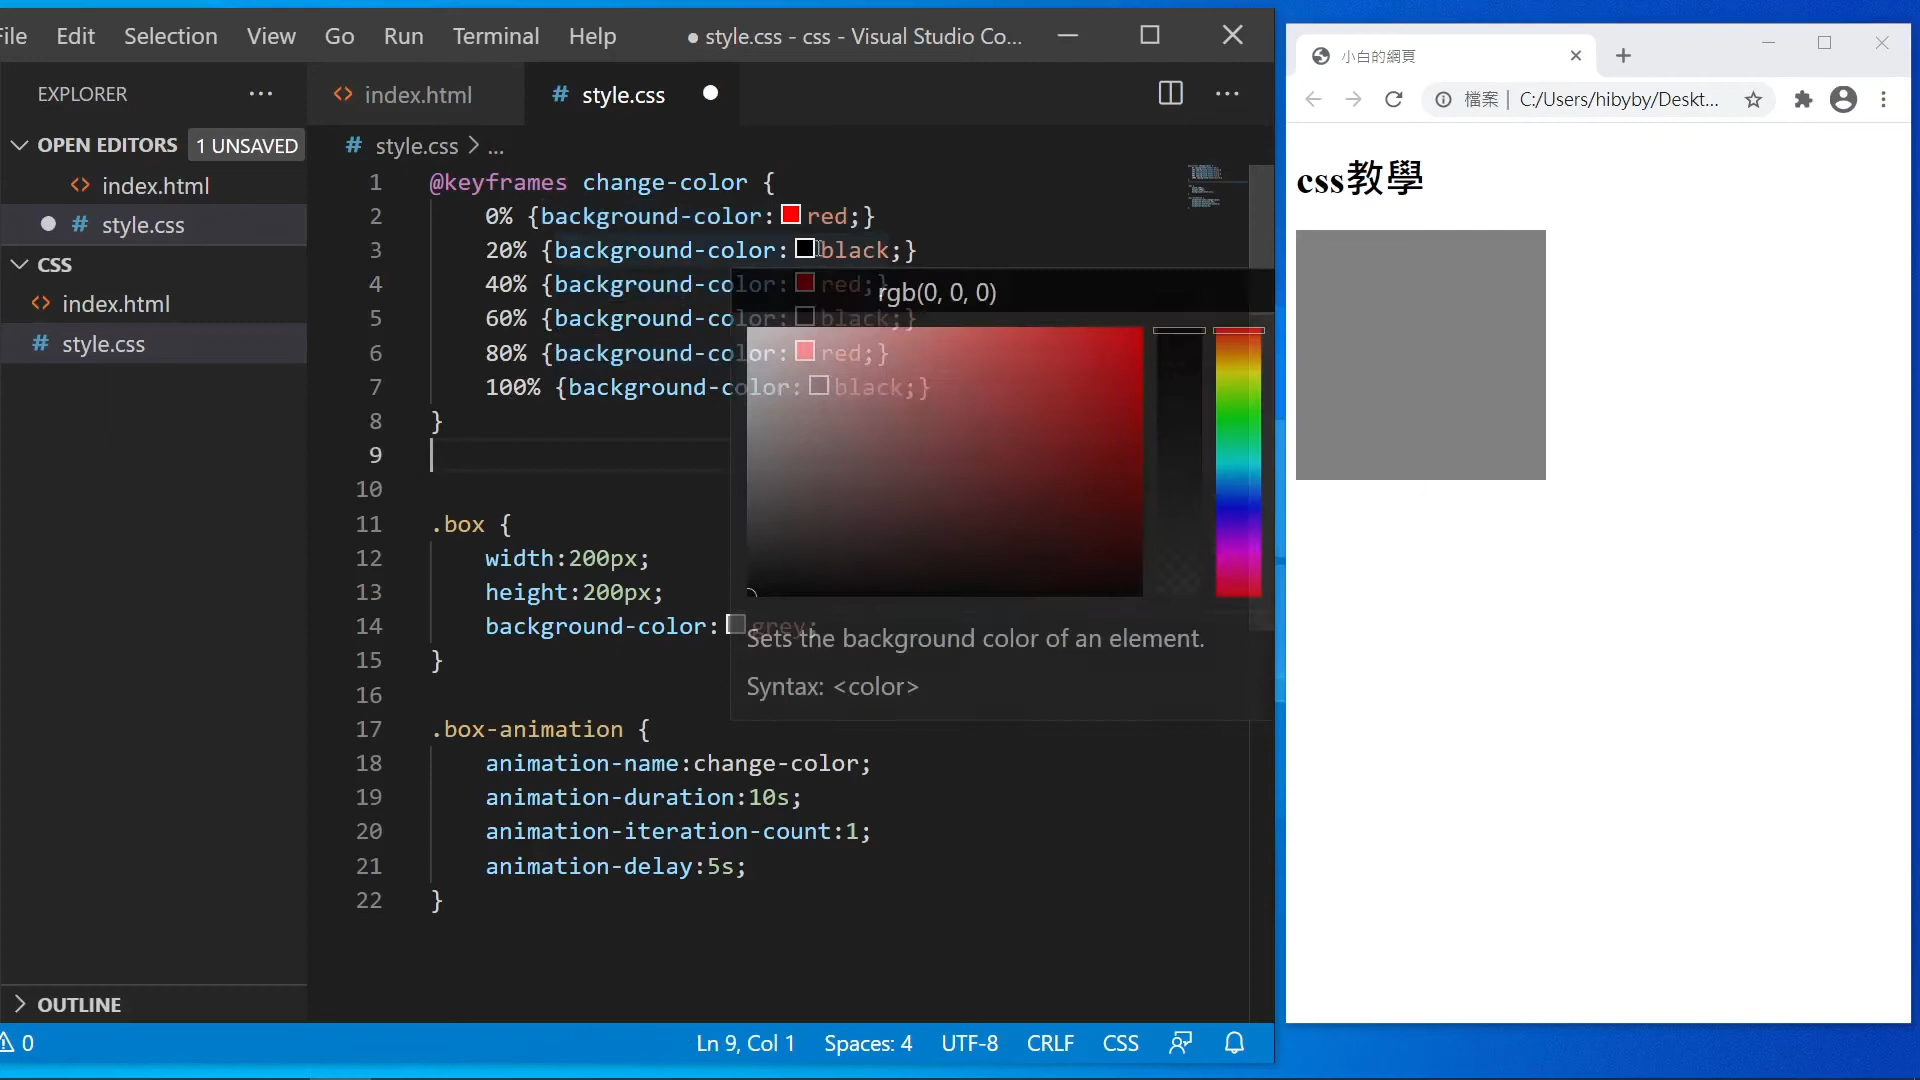 File Edit Selection View Go Run Terminal Help ● style.css - css - Visual Studio Co...
EXPLORER ...
OPEN EDITORS 1 UNSAVED
<> index.html
● # style.css
CSS
<> index.html
# style.css
OUTLINE
<> index.html
# style.css ●
# style.css > ...
1 @keyframes change-color {
2 0% {background-color:red;}
3 20% {background-color:black;}
4 40% {background-color:red;}
5 60% {background-color:black;}
6 80% {background-color:red;}
7 100% {background-color:black;}
8 }
9
10
11 .box {
12 width:200px;
13 height:200px;
14 background-color:grey;
15 }
16
17 .box-animation {
18 animation-name:change-color;
19 animation-duration:10s;
20 animation-iteration-count:1;
21 animation-delay:5s;
22 }
rgb(0, 0, 0)
Sets the background color of an element.
Syntax: <color>
0 Ln 9, Col 1 Spaces: 4 UTF-8 CRLF CSS
小白的網頁
檔案 | C:/Users/hibyby/Deskt...
css教學